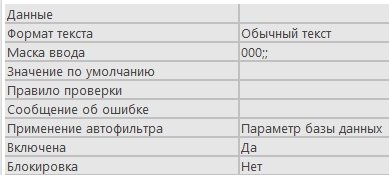 Данные
Формат текста Обычный текст
Маска ввода 000;;
Значение по умолчанию
Правило проверки
Сообщение об ошибке
Применение автофильтра Параметр базы данных
Включена Да
Блокировка Нет